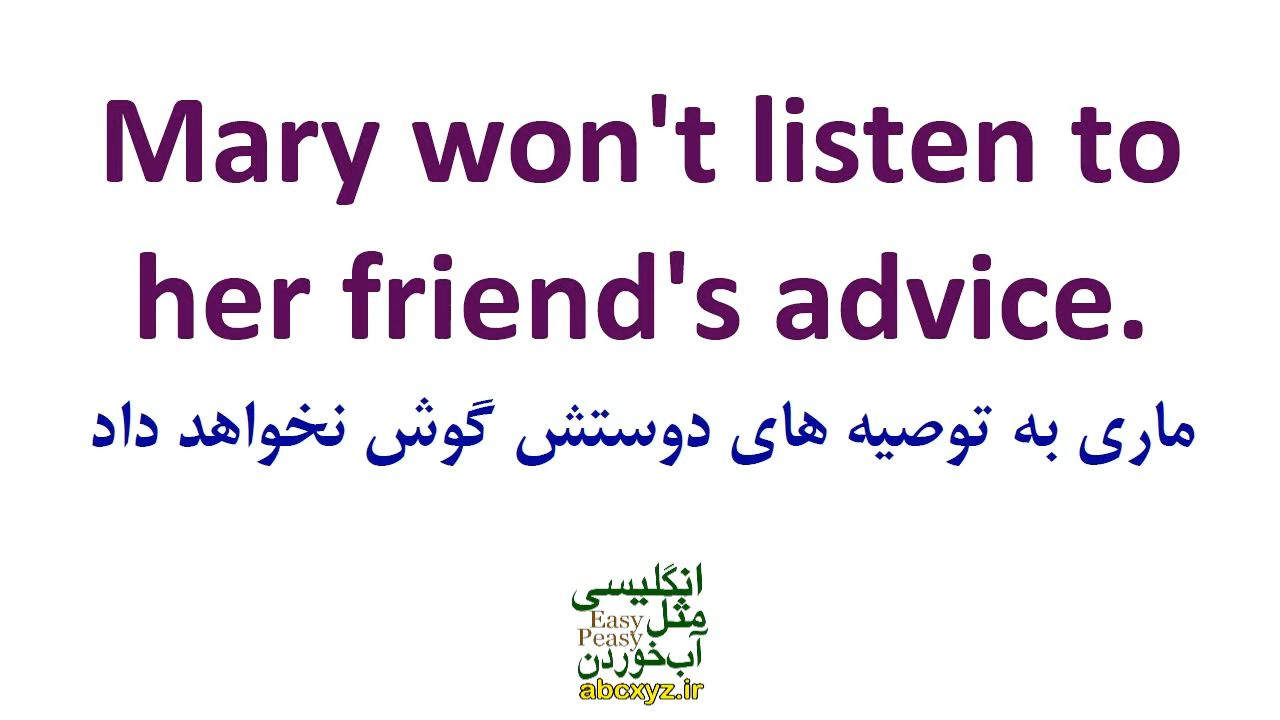 Mary won't listen to
her friend's advice.
ماری به توصیه های دوستش گوش نخواهد داد
انگلیسی
مثل
Easy
Peasy
آب‌خوردن
abcxyz.ir